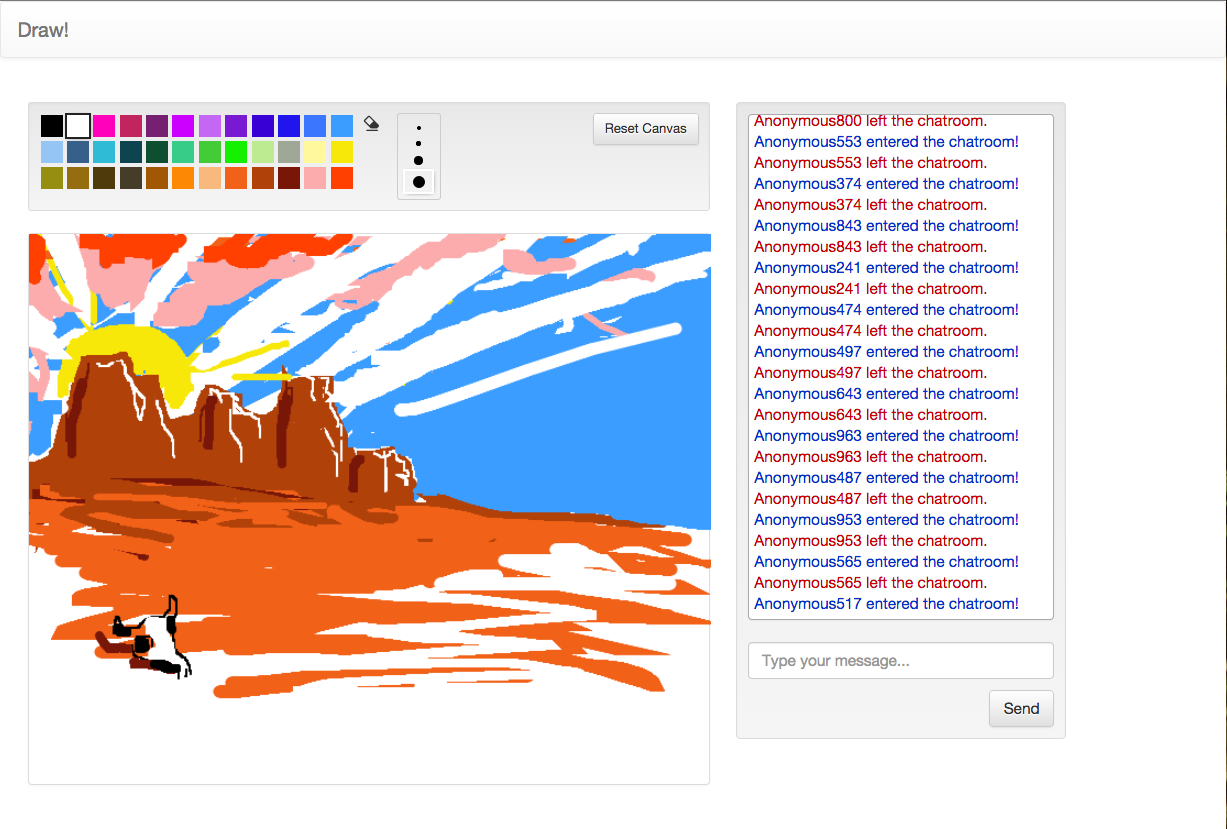 Draw!
Reset Canvas
Anonymous800 left the chatroom.
Anonymous553 entered the chatroom!
Anonymous553 left the chatroom.
Anonymous374 entered the chatroom!
Anonymous374 left the chatroom.
Anonymous843 entered the chatroom!
Anonymous843 left the chatroom.
Anonymous241 entered the chatroom!
Anonymous241 left the chatroom.
Anonymous474 entered the chatroom!
Anonymous474 left the chatroom.
Anonymous497 entered the chatroom!
Anonymous497 left the chatroom.
Anonymous643 entered the chatroom!
Anonymous643 left the chatroom.
Anonymous963 entered the chatroom!
Anonymous963 left the chatroom.
Anonymous487 entered the chatroom!
Anonymous487 left the chatroom.
Anonymous953 entered the chatroom!
Anonymous953 left the chatroom.
Anonymous565 entered the chatroom!
Anonymous565 left the chatroom.
Anonymous517 entered the chatroom!
Type your message...
Send